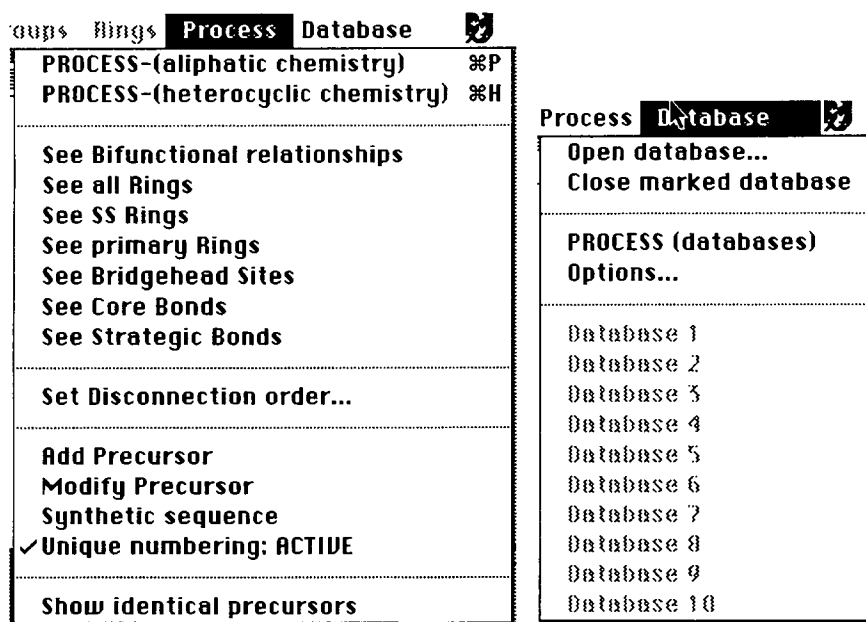 oups Rings Process Database
PROCESS-(aliphatic chemistry) ⌘P
PROCESS-(heterocyclic chemistry) ⌘H
See Bifunctional relationships
See all Rings
See SS Rings
See primary Rings
See Bridgehead Sites
See Core Bonds
See Strategic Bonds
Set Disconnection order...
Add Precursor
Modify Precursor
Synthetic sequence
✓Unique numbering: ACTIVE
Show identical precursors
Process Database
Open database...
Close marked database
PROCESS (databases)
Options...
Database 1
Database 2
Database 3
Database 4
Database 5
Database 6
Database 7
Database 8
Database 9
Database 10